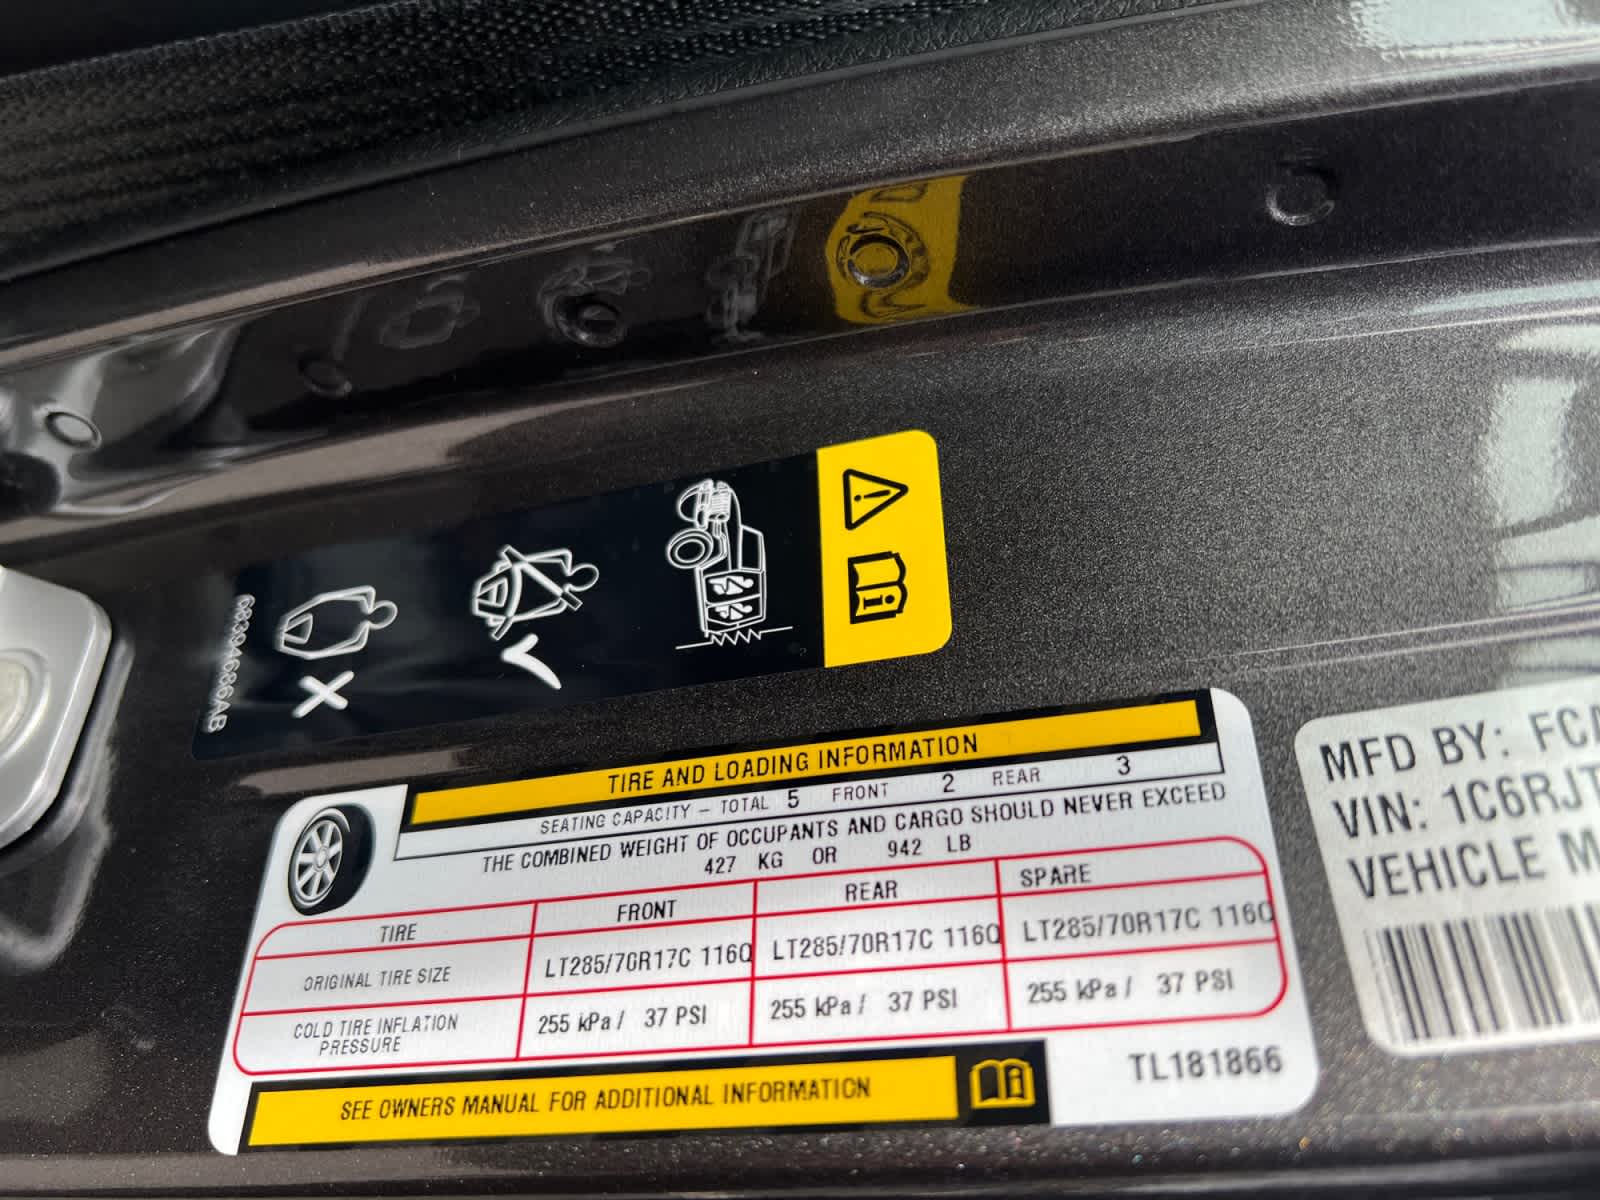 68394686AB
TIRE AND LOADING INFORMATION
SEATING CAPACITY – TOTAL 5 FRONT 2 REAR 3
THE COMBINED WEIGHT OF OCCUPANTS AND CARGO SHOULD NEVER EXCEED
427 KG OR 942 LB
TIRE FRONT REAR SPARE
ORIGINAL TIRE SIZE LT285/70R17C 116Q LT285/70R17C 116Q LT285/70R17C 116Q
COLD TIRE INFLATION PRESSURE 255 kPa / 37 PSI 255 kPa / 37 PSI 255 kPa / 37 PSI
TL181866
SEE OWNERS MANUAL FOR ADDITIONAL INFORMATION
MFD BY: FCA
VIN: 1C6RJT
VEHICLE M